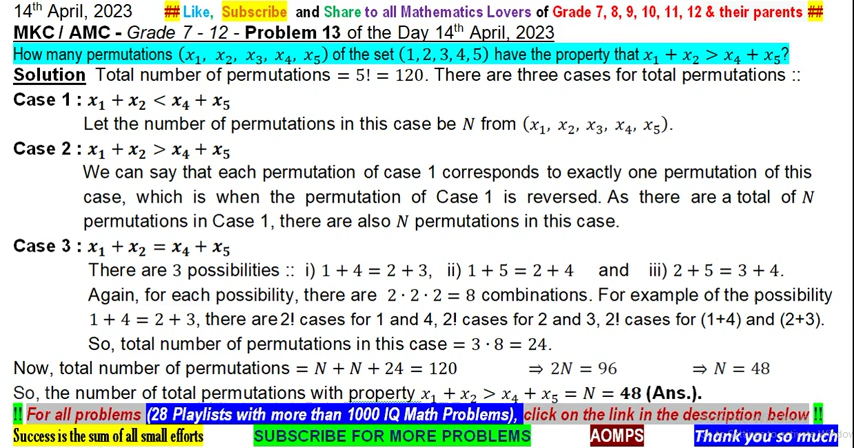 14th April, 2023 ## Like, Subscribe and Share to all Mathematics Lovers of Grade 7, 8, 9, 10, 11, 12 & their parents ##
MKC / AMC - Grade 7 - 12 - Problem 13 of the Day 14th April, 2023
How many permutations (x₁, x₂, x₃, x₄, x₅) of the set (1, 2, 3, 4, 5) have the property that x₁ + x₂ > x₄ + x₅?
Solution Total number of permutations = 5! = 120. There are three cases for total permutations ::
Case 1 : x₁ + x₂ < x₄ + x₅
Let the number of permutations in this case be N from (x₁, x₂, x₃, x₄, x₅).
Case 2 : x₁ + x₂ > x₄ + x₅
We can say that each permutation of case 1 corresponds to exactly one permutation of this
case, which is when the permutation of Case 1 is reversed. As there are a total of N
permutations in Case 1, there are also N permutations in this case.
Case 3 : x₁ + x₂ = x₄ + x₅
There are 3 possibilities :: i) 1 + 4 = 2 + 3, ii) 1 + 5 = 2 + 4 and iii) 2 + 5 = 3 + 4.
Again, for each possibility, there are 2 · 2 · 2 = 8 combinations. For example of the possibility
1 + 4 = 2 + 3, there are 2! cases for 1 and 4, 2! cases for 2 and 3, 2! cases for (1+4) and (2+3).
So, total number of permutations in this case = 3 · 8 = 24.
Now, total number of permutations = N + N + 24 = 120 ⇒ 2N = 96 ⇒ N = 48
So, the number of total permutations with property x₁ + x₂ > x₄ + x₅ = N = 48 (Ans.).
!! For all problems (28 Playlists with more than 1000 IQ Math Problems), click on the link in the description below !!
Success is the sum of all small efforts SUBSCRIBE FOR MORE PROBLEMS AOMPS Thank you so much